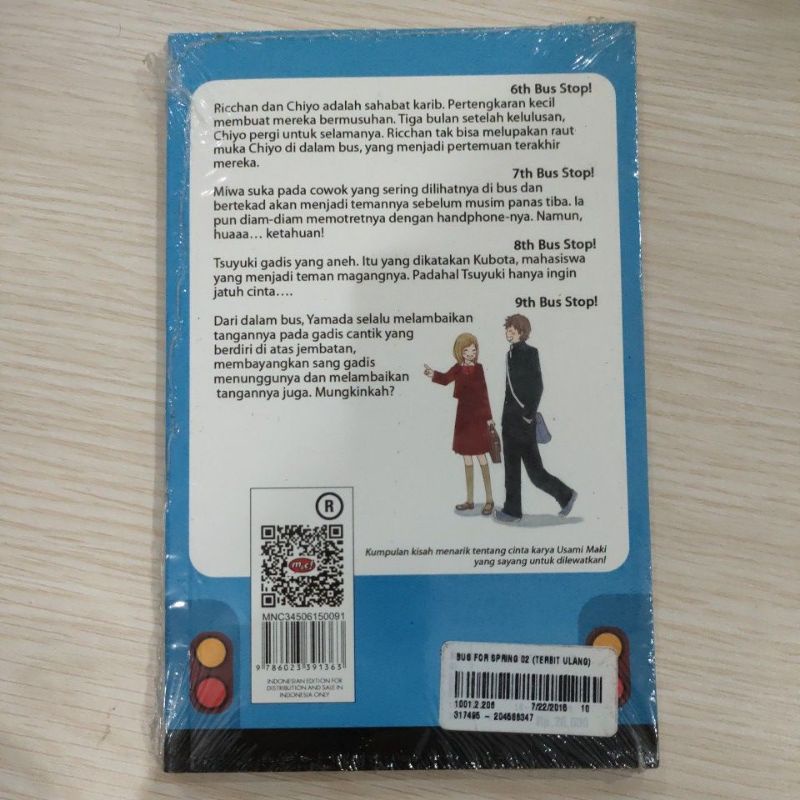 6th Bus Stop!
Ricchan dan Chiyo adalah sahabat karib. Pertengkaran kecil
membuat mereka bermusuhan. Tiga bulan setelah kelulusan,
Chiyo pergi untuk selamanya. Ricchan tak bisa melupakan raut
muka Chiyo di dalam bus, yang menjadi pertemuan terakhir
mereka.
7th Bus Stop!
Miwa suka pada cowok yang sering dilihatnya di bus dan
bertekad akan menjadi temannya sebelum musim panas tiba. Ia
pun diam-diam memotretnya dengan handphone-nya. Namun,
huaaa... ketahuan!
8th Bus Stop!
Tsuyuki gadis yang aneh. Itu yang dikatakan Kubota, mahasiswa
yang menjadi teman magangnya. Padahal Tsuyuki hanya ingin
jatuh cinta....
9th Bus Stop!
Dari dalam bus, Yamada selalu melambaikan
tangannya pada gadis cantik yang
berdiri di atas jembatan,
membayangkan sang gadis
menunggunya dan melambaikan
tangannya juga. Mungkinkah?
Kumpulan kisah menarik tentang cinta karya Usami Maki
yang sayang untuk dilewatkan!
R
m&c!
MNC34506150091
9 786023 391363
INDONESIAN EDITION FOR
DISTRIBUTION AND SALE IN
INDONESIA ONLY
BUS FOR SPRING 02 (TERBIT ULANG)
1001.2.206 7/22/2016 10
317495 - 204566347